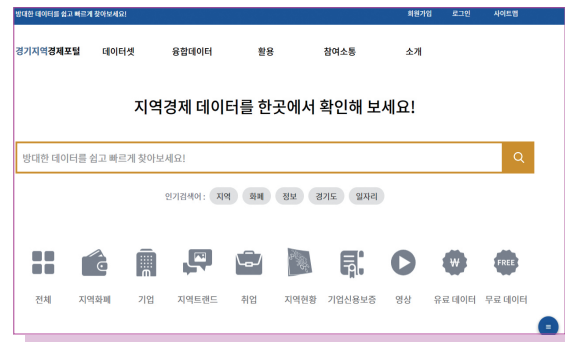 방대한 데이터를 쉽고 빠르게 찾아보세요! 회원가입 로그인 사이트맵
경기지역경제포털 데이터셋 융합데이터 활용 참여소통 소개
지역경제 데이터를 한곳에서 확인해 보세요!
방대한 데이터를 쉽고 빠르게 찾아보세요!
인기검색어 : 지역 화폐 정보 경기도 일자리
FREE
전체 지역화폐 기업 지역트랜드 취업 지역현황 기업신용보증 영상 유료 데이터 무료 데이터